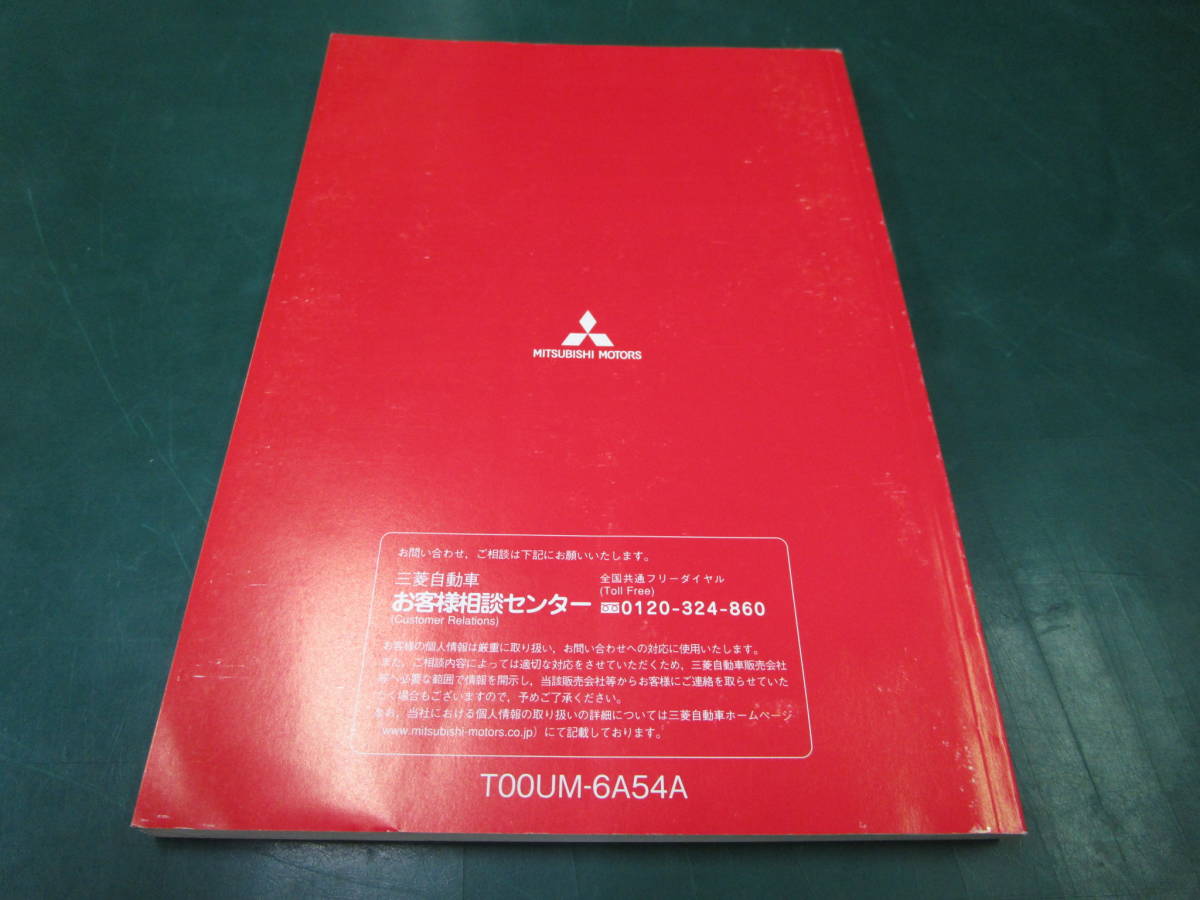 MITSUBISHI MOTORS
お問い合わせ，ご相談は下記にお願いいたします。
三菱自動車
お客様相談センター
(Customer Relations)
全国共通フリーダイヤル
(Toll Free)
0120-324-860
お客様の個人情報は厳重に取り扱い，お問い合わせへの対応に使用いたします。
また，ご相談内容によっては適切な対応をさせていただくため，三菱自動車販売会社
等へ必要な範囲で情報を開示し，当該販売会社等からお客様にご連絡を取らせていた
だく場合もございますので，予めご了承ください。
なお，当社における個人情報の取り扱いの詳細については三菱自動車ホームページ
（www.mitsubishi-motors.co.jp）にて記載しております。
T00UM-6A54A